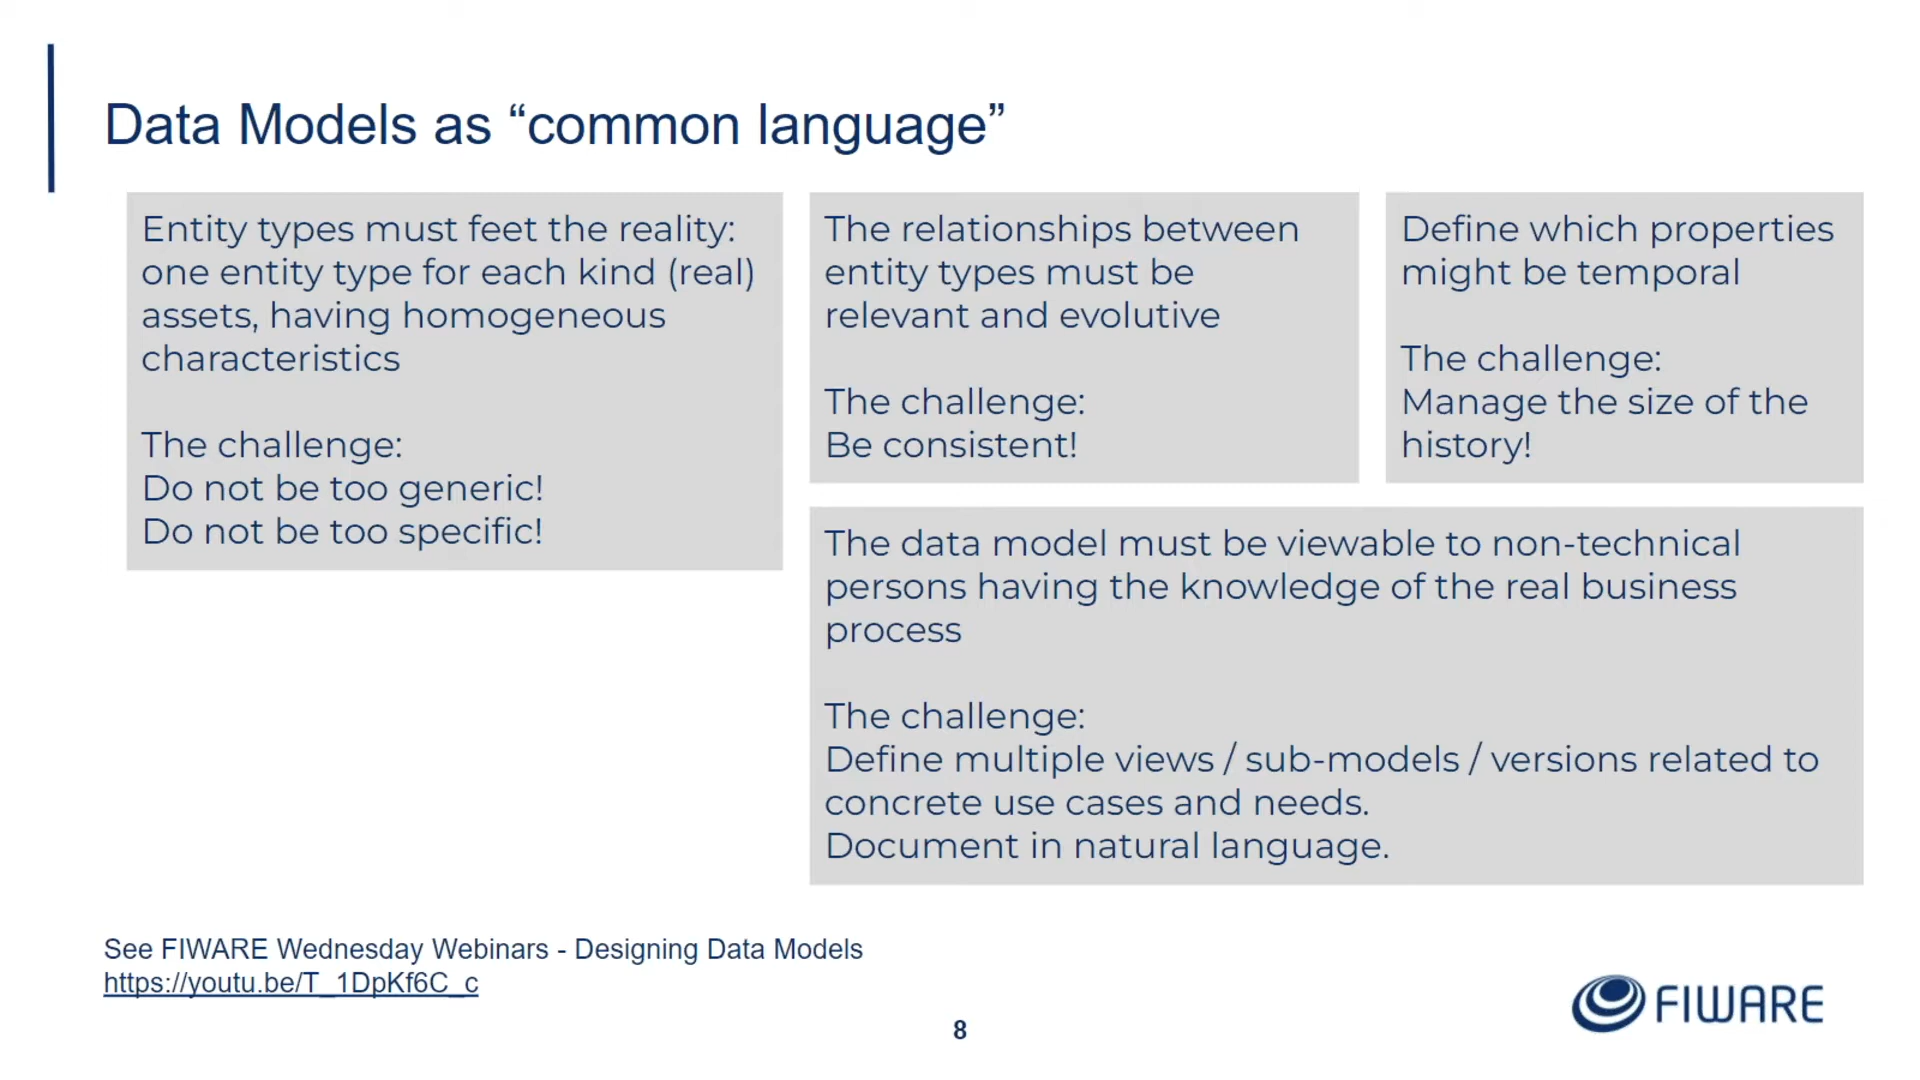 Data Models as “common language”
Entity types must feet the reality:
one entity type for each kind (real)
assets, having homogeneous
characteristics
The challenge:
Do not be too generic!
Do not be too specific!
The relationships between
entity types must be
relevant and evolutive
The challenge:
Be consistent!
Define which properties
might be temporal
The challenge:
Manage the size of the
history!
The data model must be viewable to non-technical
persons having the knowledge of the real business
process
The challenge:
Define multiple views / sub-models / versions related to
concrete use cases and needs.
Document in natural language.
See FIWARE Wednesday Webinars - Designing Data Models
https://youtu.be/T_1DpKf6C_c
8
FIWARE